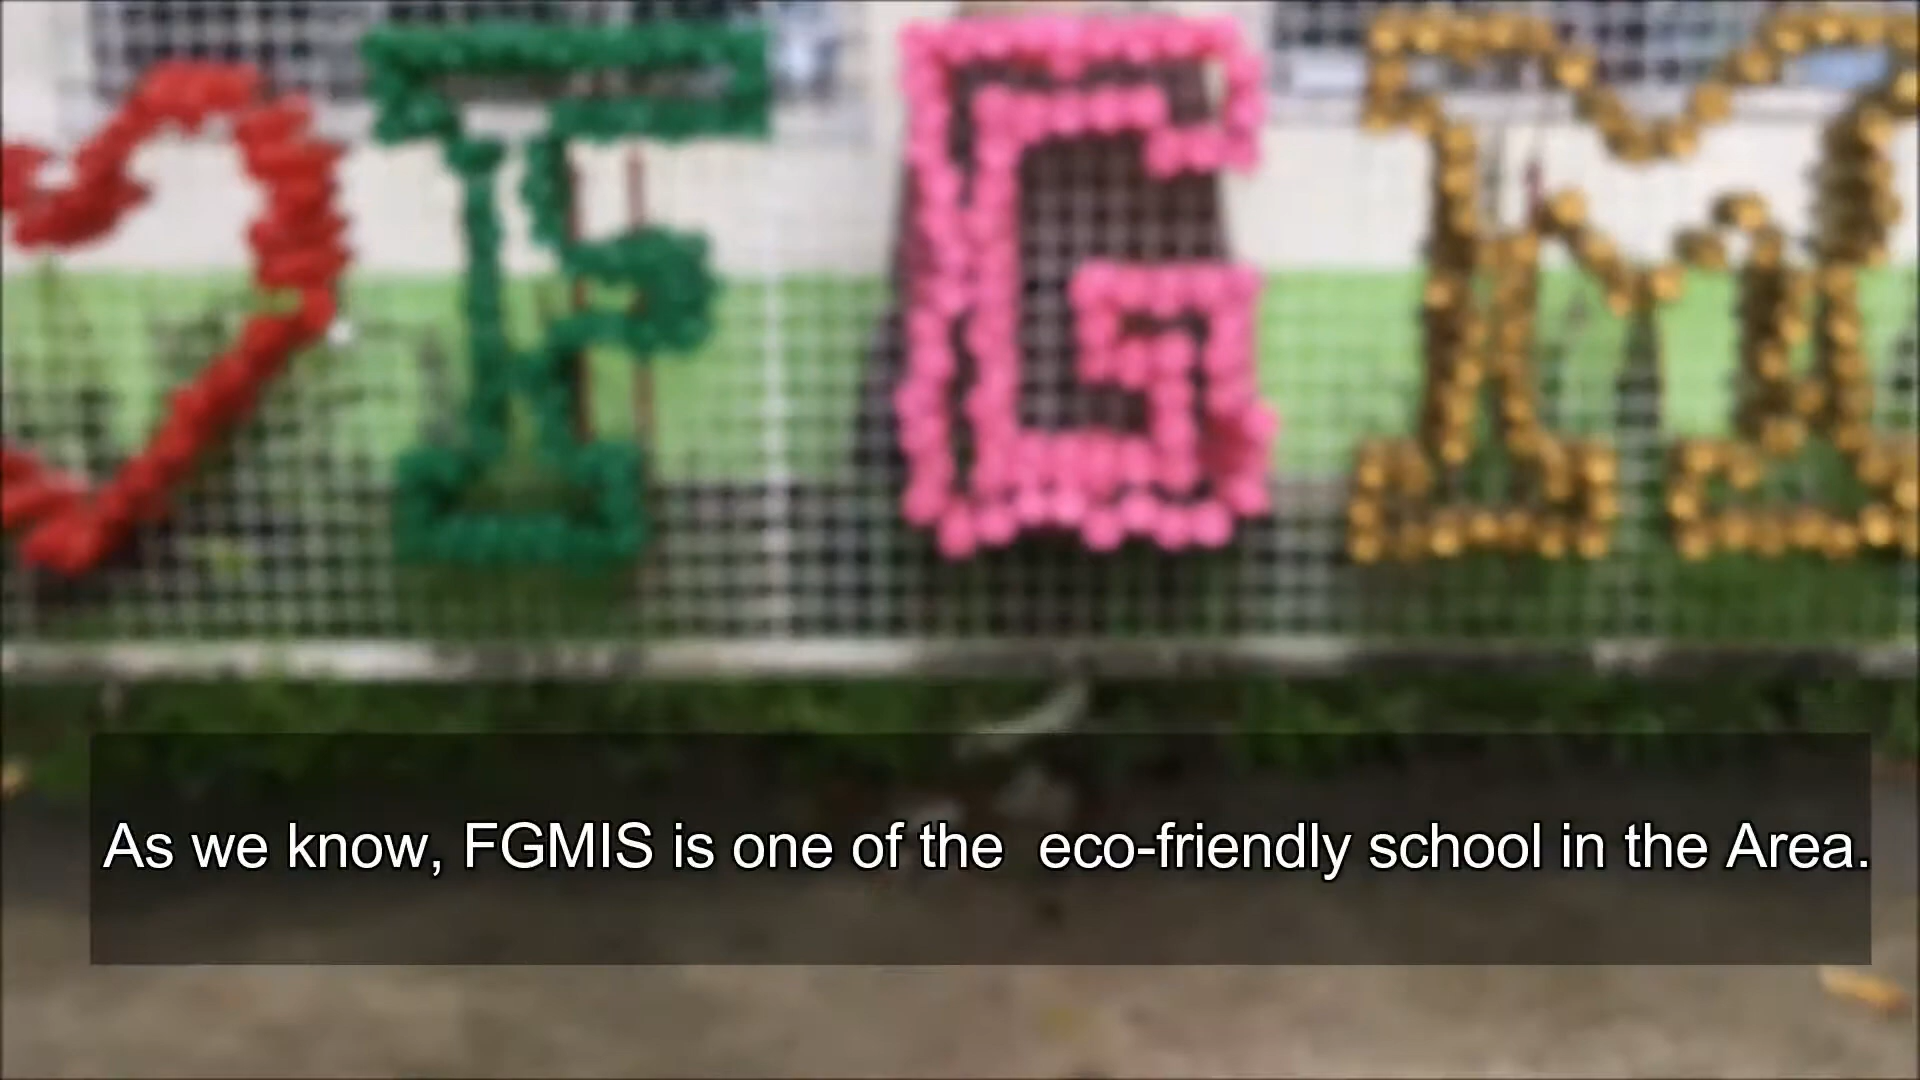 F G M
As we know, FGMIS is one of the  eco-friendly school in the Area.